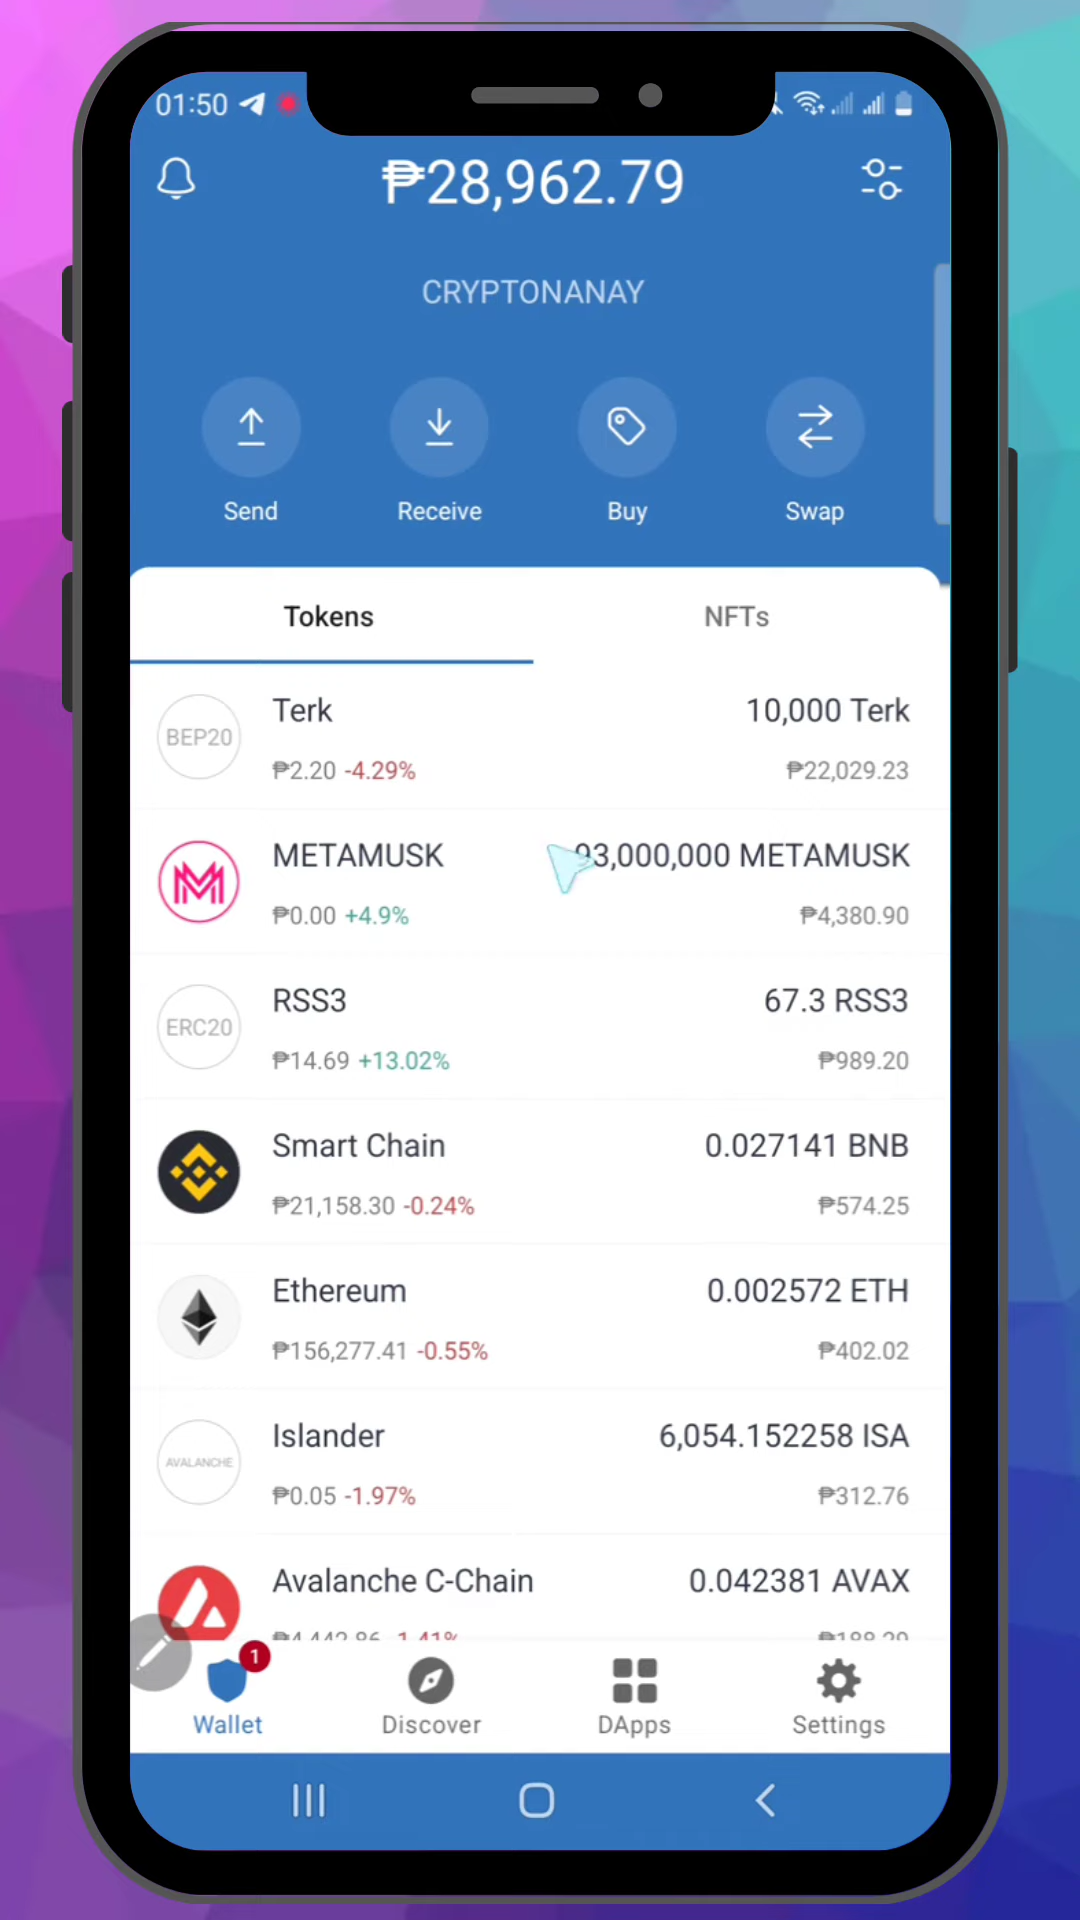 01:50
₱28,962.79
CRYPTONANAY
Send Receive Buy Swap
Tokens NFTs
BEP20 Terk 10,000 Terk
₱2.20 -4.29% ₱22,029.23
METAMUSK 93,000,000 METAMUSK
₱0.00 +4.9% ₱4,380.90
ERC20 RSS3 67.3 RSS3
₱14.69 +13.02% ₱989.20
Smart Chain 0.027141 BNB
₱21,158.30 -0.24% ₱574.25
Ethereum 0.002572 ETH
₱156,277.41 -0.55% ₱402.02
AVALANCHE Islander 6,054.152258 ISA
₱0.05 -1.97% ₱312.76
Avalanche C-Chain 0.042381 AVAX
1
Wallet Discover DApps Settings